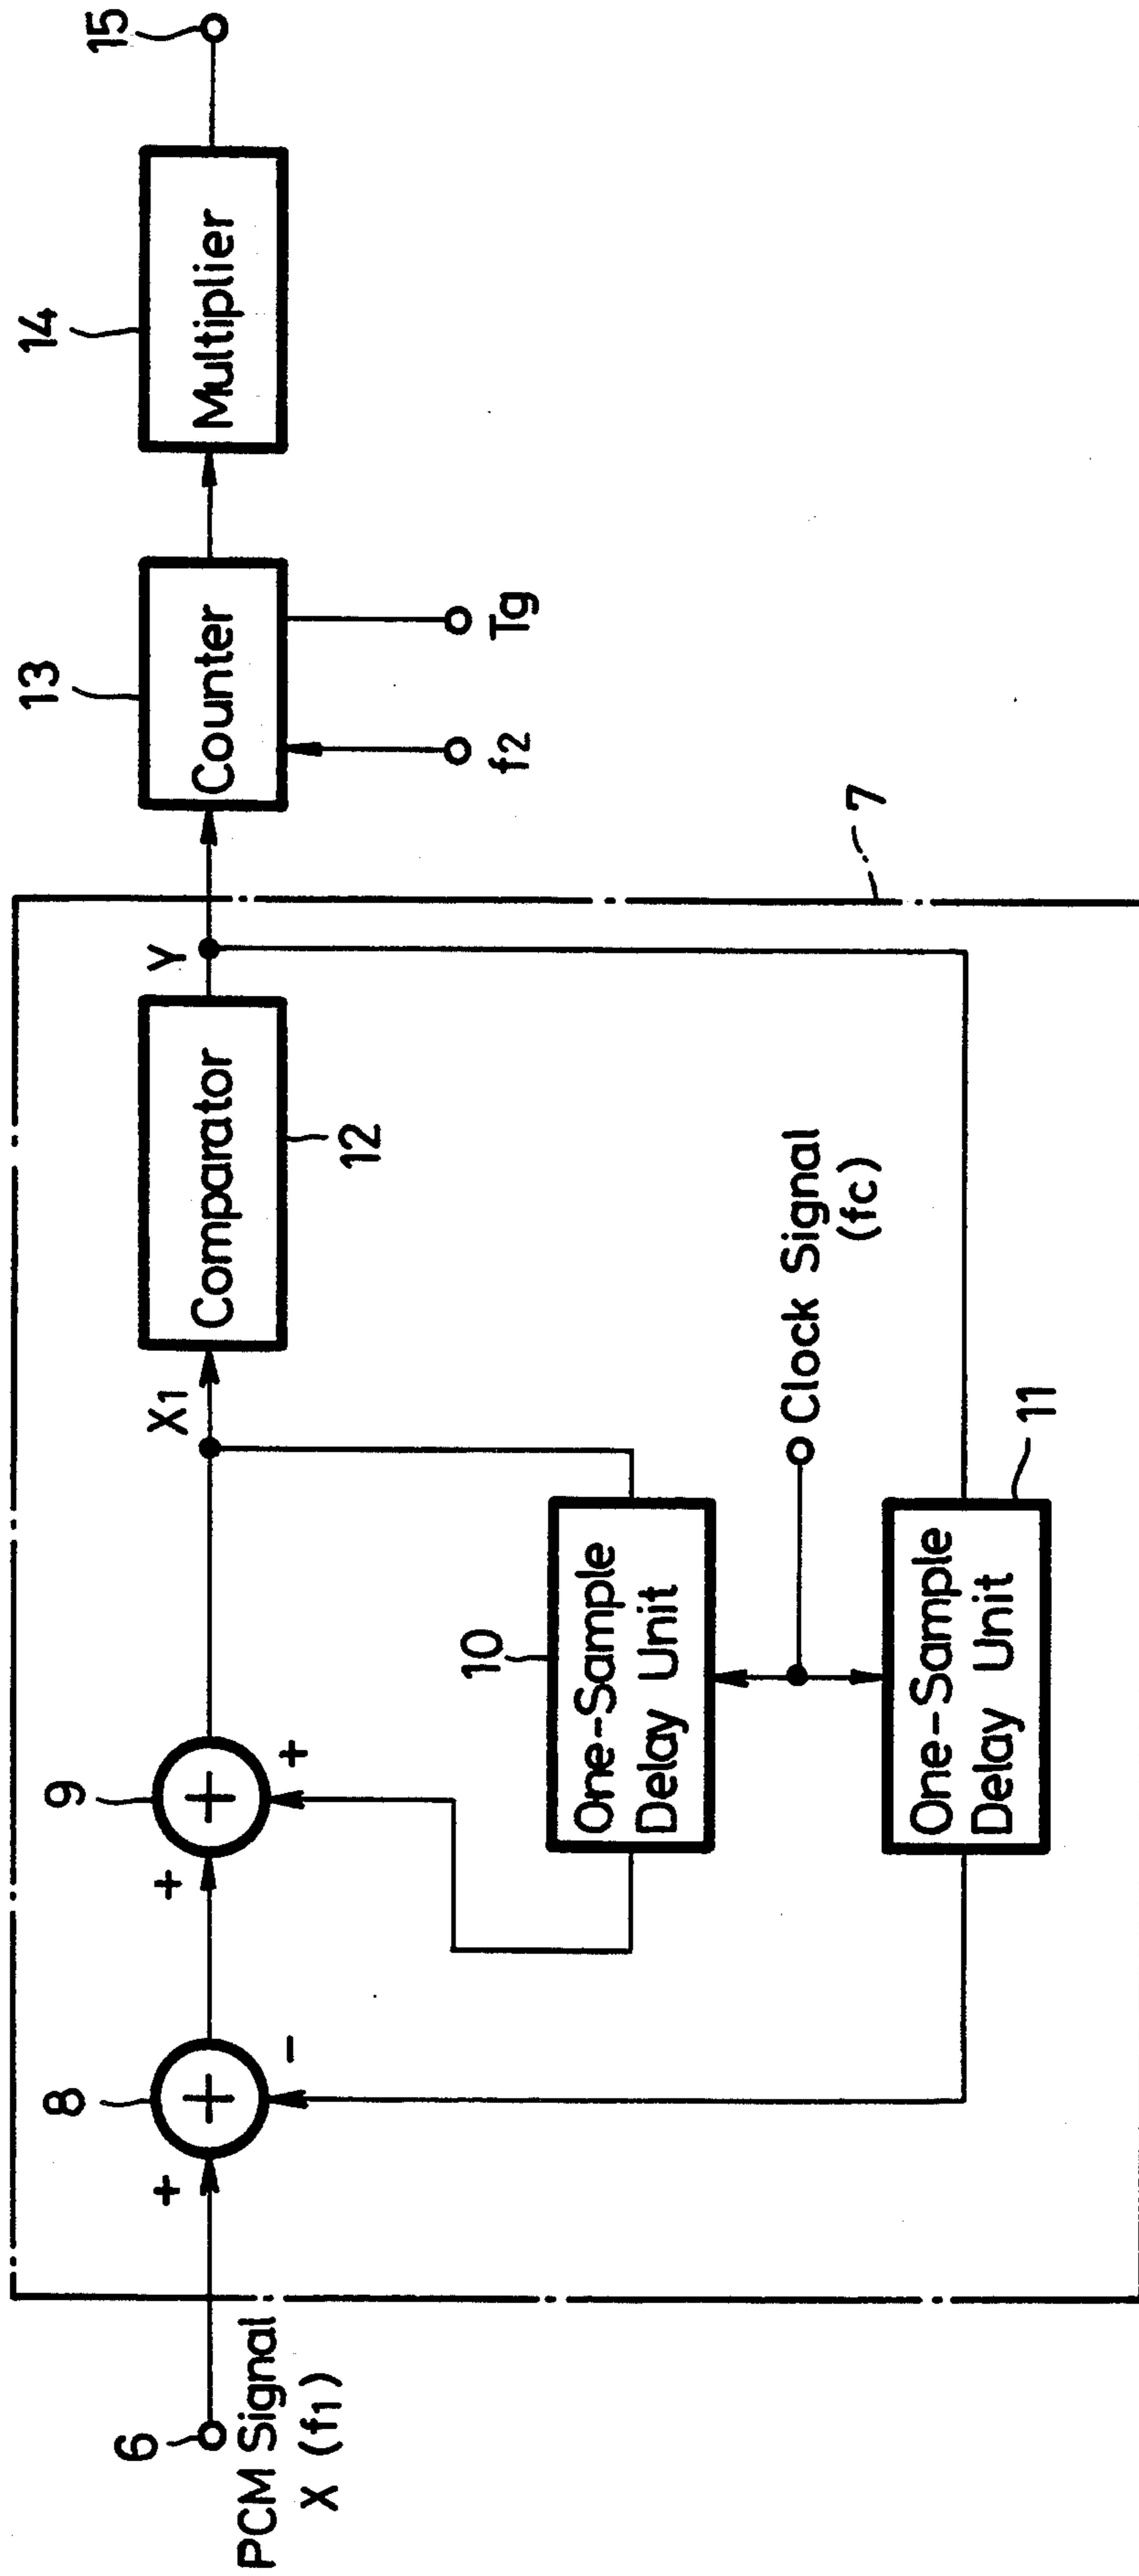 6
PCM Signal
X (f1)
+
8
−
+
9
+
X1
Comparator
12
Y
10
One-Sample
Delay Unit
Clock Signal
(fc)
One-Sample
Delay Unit
11
7
13
Counter
f2
Tg
14
Multiplier
15